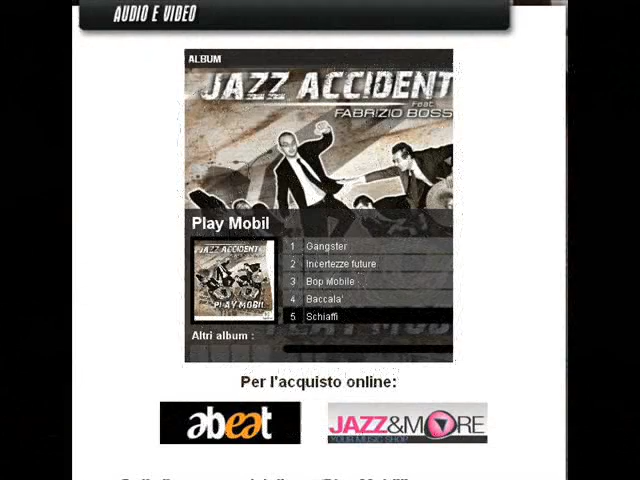 AUDIO E VIDEO
ALBUM
JAZZ ACCIDENT
Feat.
FABRIZIO BOSS
Play Mobil
JAZZ ACCIDENT
PLAY MOBIL
1 Gangster
2 Incertezze future
3 Bop Mobile
4 Baccala'
5 Schiaffi
Altri album :
Per l'acquisto online:
abeat
JAZZ&MORE
YOUR MUSIC SHOP